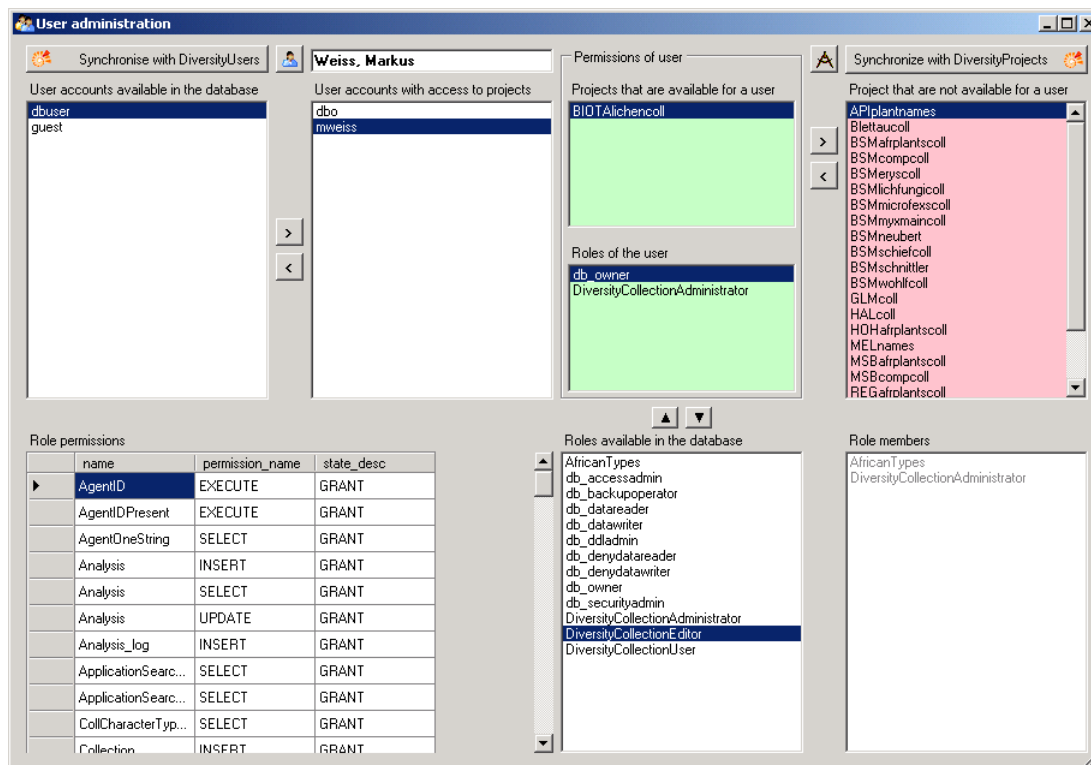 User administration
Synchronise with DiversityUsers
Weiss, Markus
Permissions of user
Synchronize with DiversityProjects
User accounts available in the database
dbuser
guest
User accounts with access to projects
dbo
mweiss
Projects that are available for a user
BIOTAlichencoll
Project that are not available for a user
APIplantnames
Blettaucoll
BSMafrplantscoll
BSMcompcoll
BSMeryscoll
BSMlichfungicoll
BSMmicrofexscoll
BSMmyxmaincoll
BSMneubert
BSMschiefcoll
BSMschnittler
BSMwohlfcoll
GLMcoll
HALcoll
HOHafrplantscoll
MELnames
MSBafrplantscoll
MSBcompcoll
REGafrplantscoll
>
<
>
<
Roles of the user
db_owner
DiversityCollectionAdministrator
Role permissions
name permission_name state_desc
AgentID EXECUTE GRANT
AgentIDPresent EXECUTE GRANT
AgentOneString SELECT GRANT
Analysis INSERT GRANT
Analysis SELECT GRANT
Analysis UPDATE GRANT
Analysis_log INSERT GRANT
ApplicationSearc... SELECT GRANT
ApplicationSearc... SELECT GRANT
CollCharacterTyp... SELECT GRANT
Collection INSERT GRANT
Roles available in the database
AfricanTypes
db_accessadmin
db_backupoperator
db_datareader
db_datawriter
db_ddladmin
db_denydatareader
db_denydatawriter
db_owner
db_securityadmin
DiversityCollectionAdministrator
DiversityCollectionEditor
DiversityCollectionUser
Role members
AfricanTypes
DiversityCollectionAdministrator